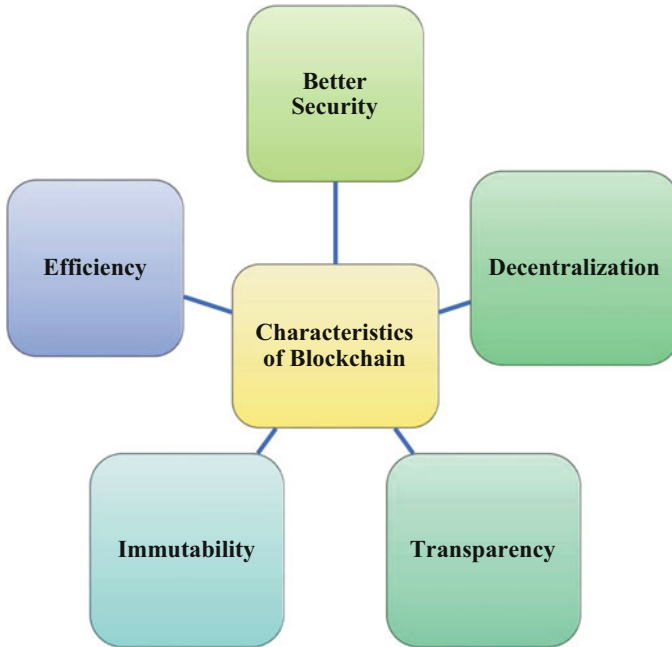 Better
Security
Efficiency
Decentralization
Characteristics
of Blockchain
Immutability
Transparency